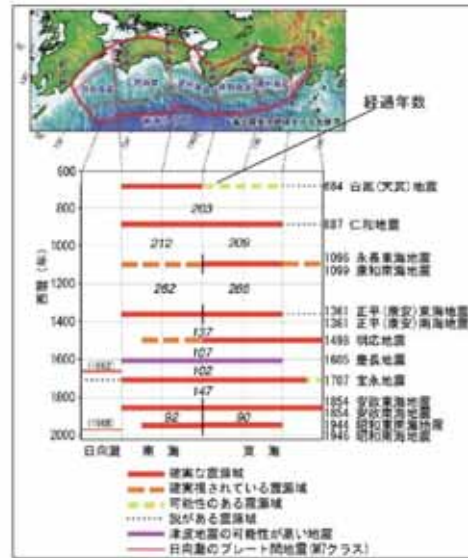 経過年数
600
800
1000
1200
1400
1600
1800
2000
西暦(年)
684 白鳳(天武)地震
203
887 仁和地震
212 209
1096 永長東海地震
1099 康和南海地震
262 265
1361 正平(康安)東海地震
1361 正平(康安)南海地震
137
1498 明応地震
107
1605 慶長地震
102
1707 宝永地震
147
1854 安政東海地震
1854 安政南海地震
92 90
1944 昭和東南海地震
1946 昭和南海地震
日向灘 南海 東海
確実な震源域
確実視されている震源域
可能性のある震源域
説がある震源域
津波地震の可能性が高い地震
日向灘のプレート間地震(M7クラス)